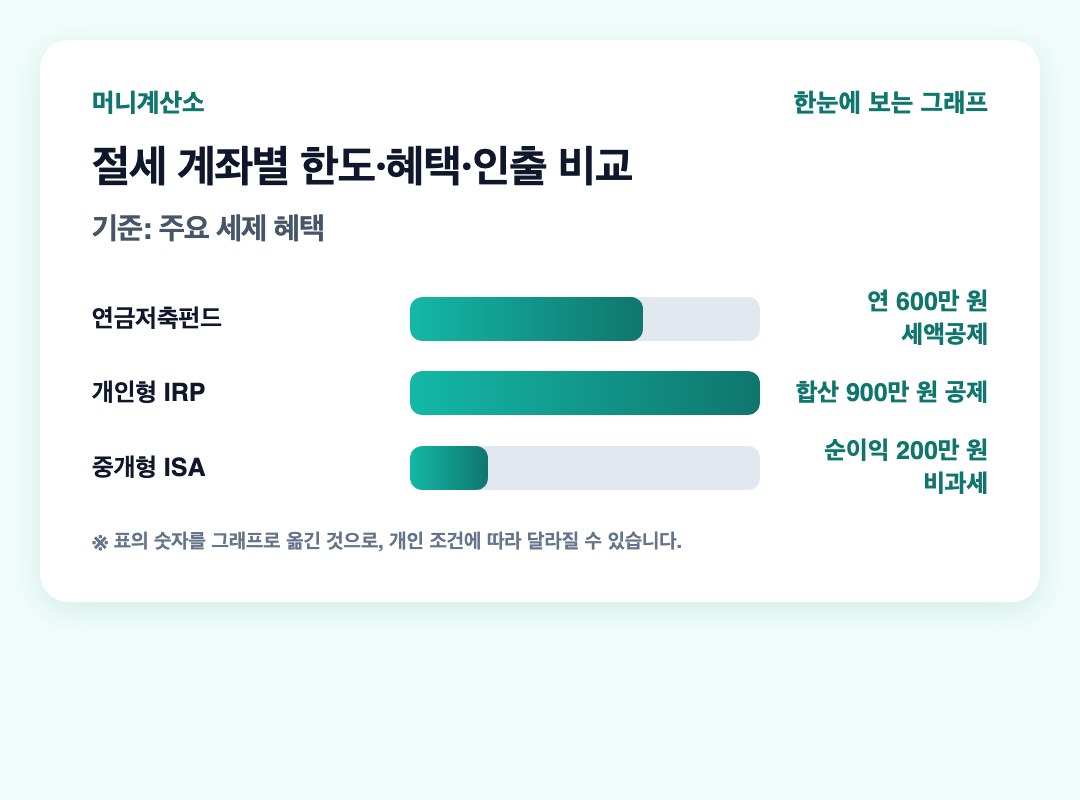 머니계산소
한눈에 보는 그래프
절세 계좌별 한도·혜택·인출 비교
기준: 주요 세제 혜택
연금저축펀드
연 600만 원
세액공제
개인형 IRP
합산 900만 원 공제
중개형 ISA
순이익 200만 원
비과세
※ 표의 숫자를 그래프로 옮긴 것으로, 개인 조건에 따라 달라질 수 있습니다.